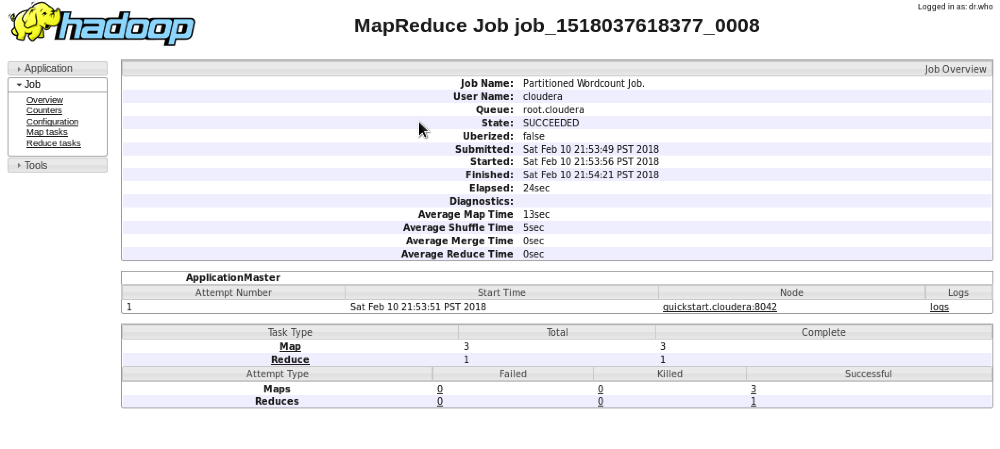 Logged in as: dr.who
hadoop
MapReduce Job job_1518037618377_0008
Application
Job
Overview
Counters
Configuration
Map tasks
Reduce tasks
Tools
Job Overview
Job Name: Partitioned Wordcount Job.
User Name: cloudera
Queue: root.cloudera
State: SUCCEEDED
Uberized: false
Submitted: Sat Feb 10 21:53:49 PST 2018
Started: Sat Feb 10 21:53:56 PST 2018
Finished: Sat Feb 10 21:54:21 PST 2018
Elapsed: 24sec
Diagnostics:
Average Map Time 13sec
Average Shuffle Time 5sec
Average Merge Time 0sec
Average Reduce Time 0sec
ApplicationMaster
Attempt Number Start Time Node Logs
1 Sat Feb 10 21:53:51 PST 2018 quickstart.cloudera:8042 logs
Task Type Total Complete
Map 3 3
Reduce 1 1
Attempt Type Failed Killed Successful
Maps 0 0 3
Reduces 0 0 1